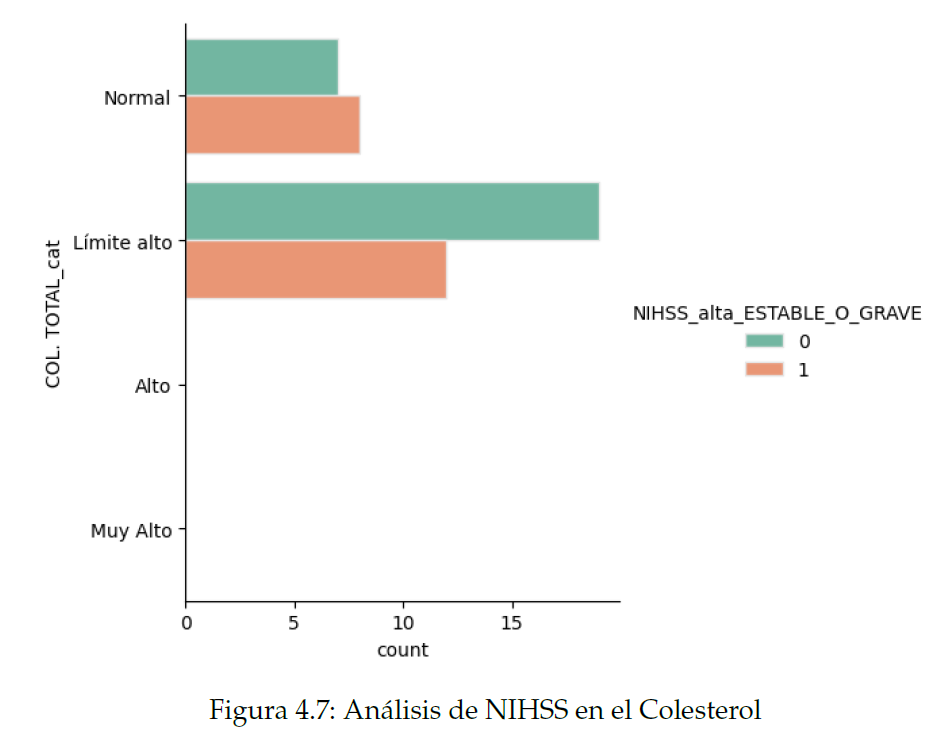 Normal
Límite alto
Alto
Muy Alto
COL. TOTAL_cat
0 5 10 15
count
NIHSS_alta_ESTABLE_O_GRAVE
0
1
Figura 4.7: Análisis de NIHSS en el Colesterol